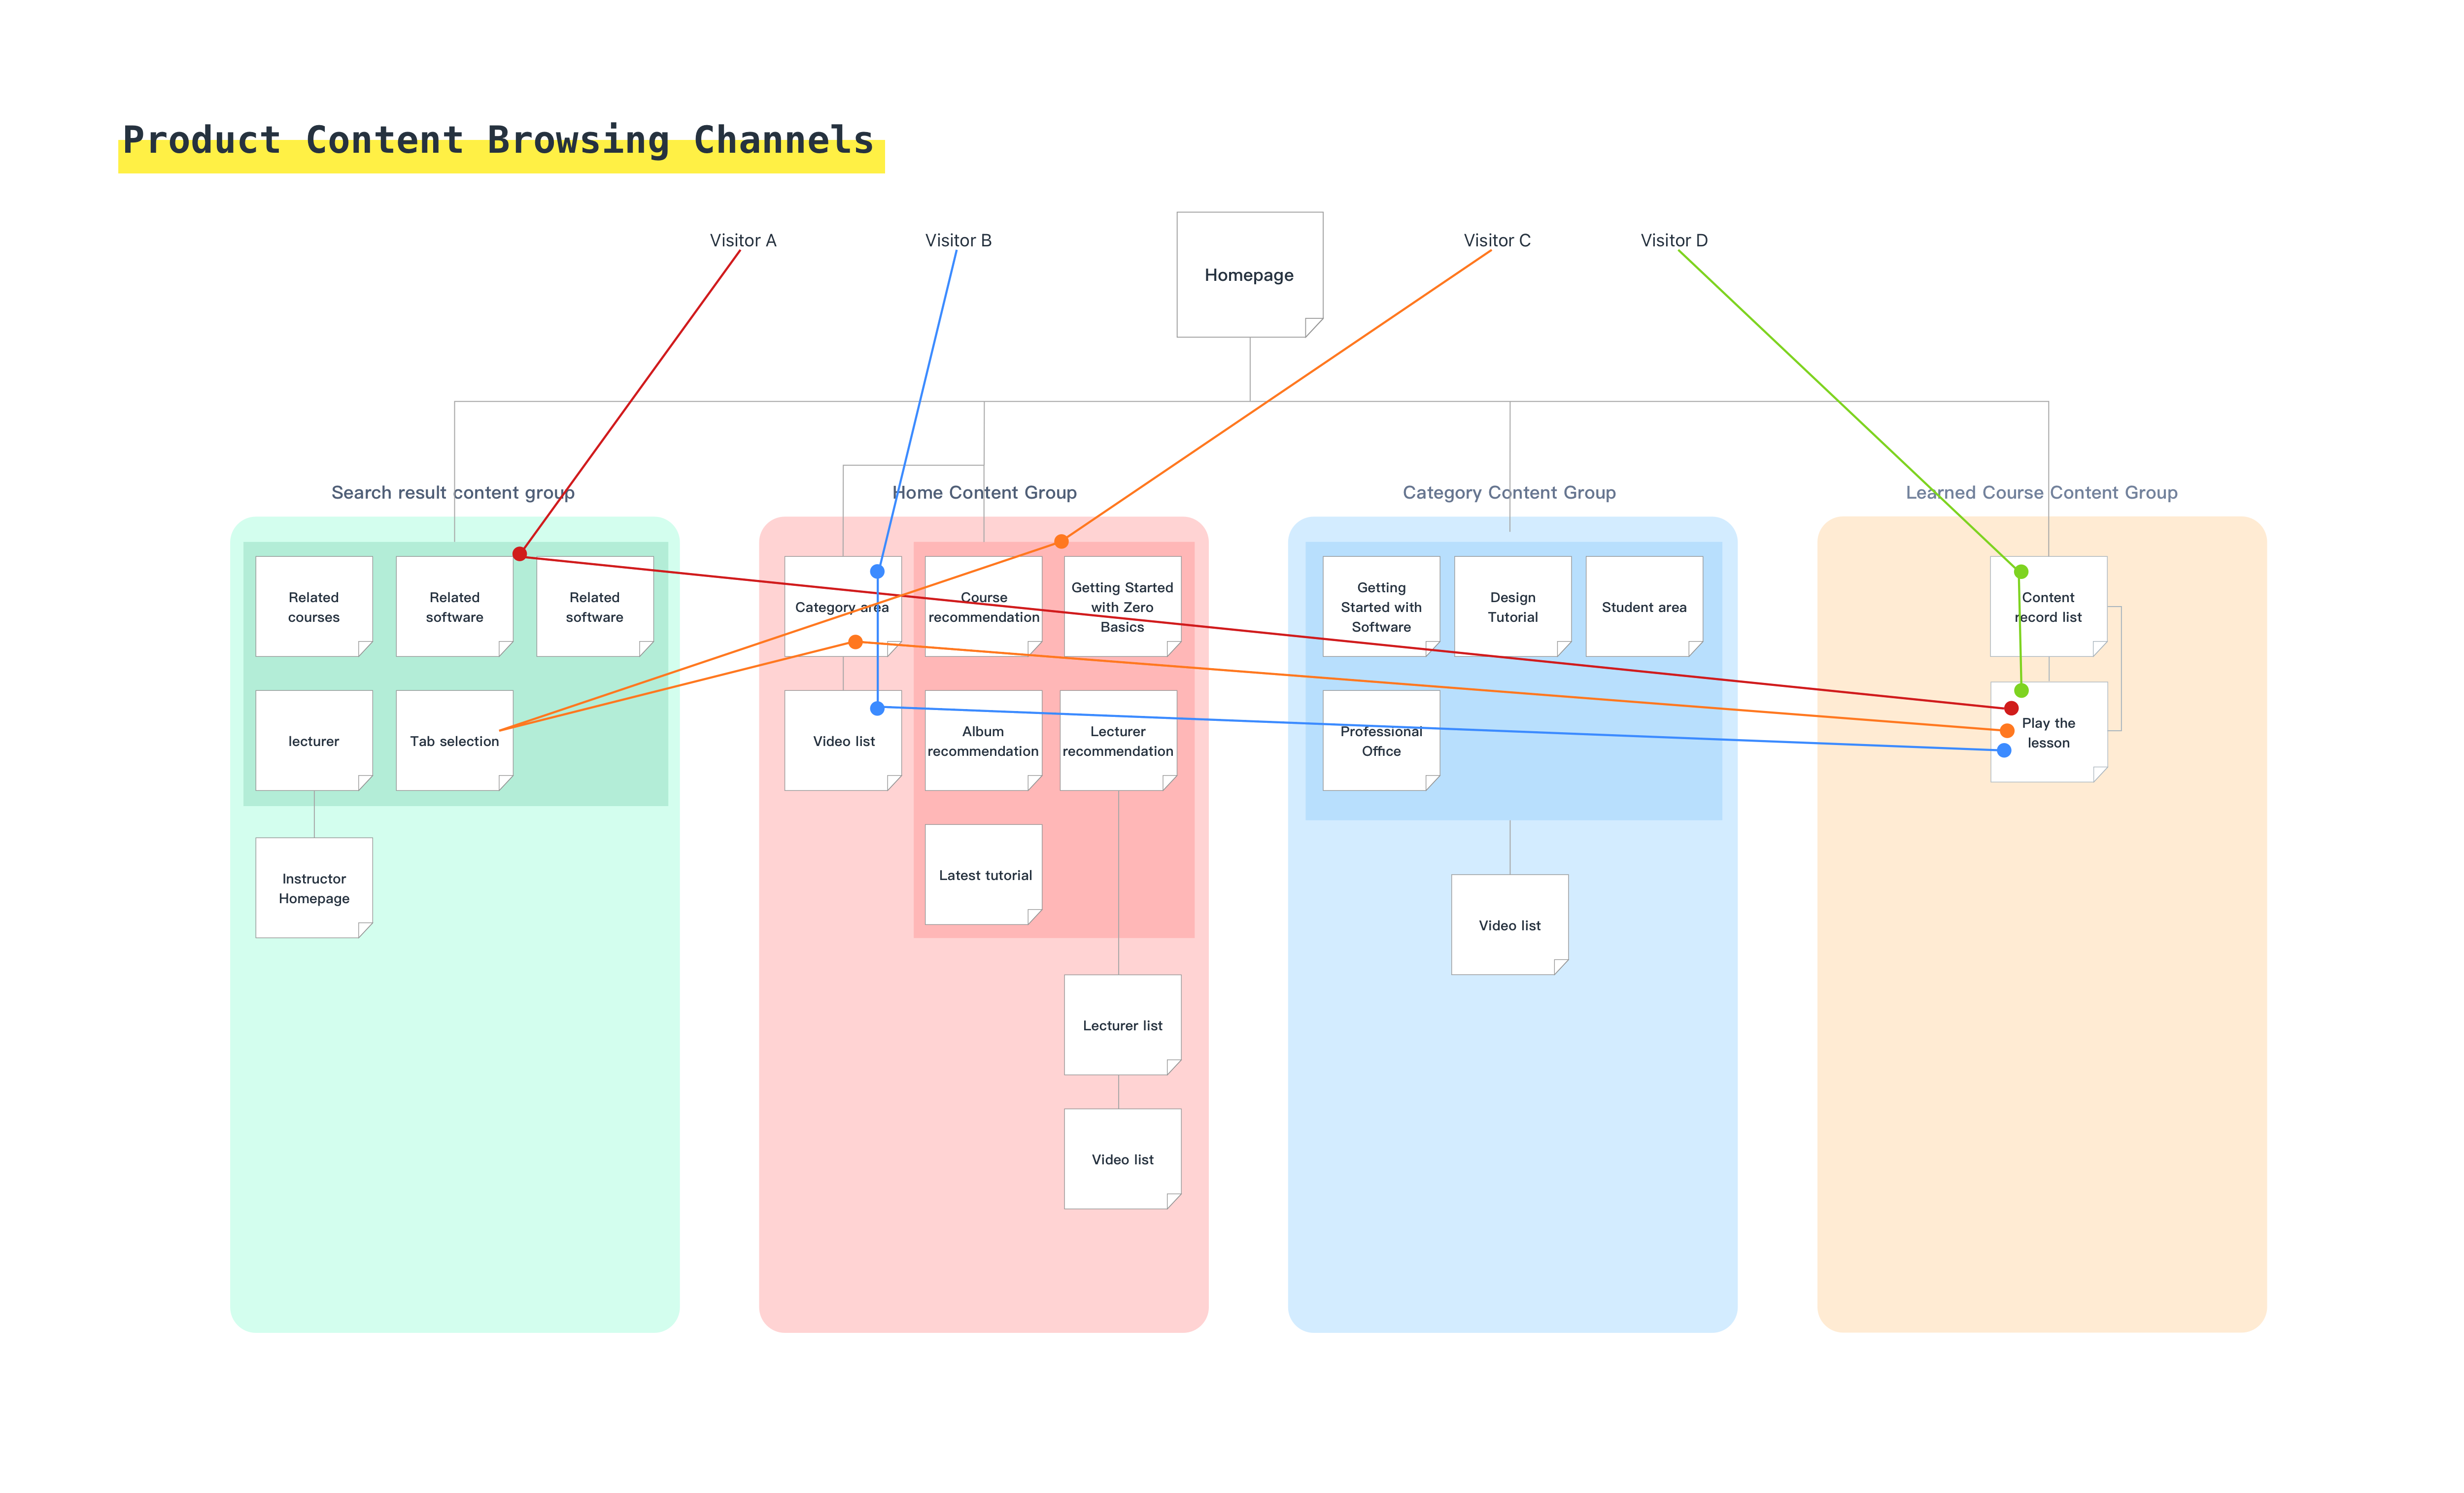 Product Content Browsing Channels
Visitor A
Visitor B
Homepage
Visitor C
Visitor D
Search result content group
Related
courses
Related
software
Related
software
lecturer
Tab selection
Instructor
Homepage
Home Content Group
Category area
Course
recommendation
Getting Started
with Zero
Basics
Video list
Album
recommendation
Lecturer
recommendation
Latest tutorial
Lecturer list
Video list
Category Content Group
Getting
Started with
Software
Design
Tutorial
Student area
Professional
Office
Video list
Learned Course Content Group
Content
record list
Play the
lesson